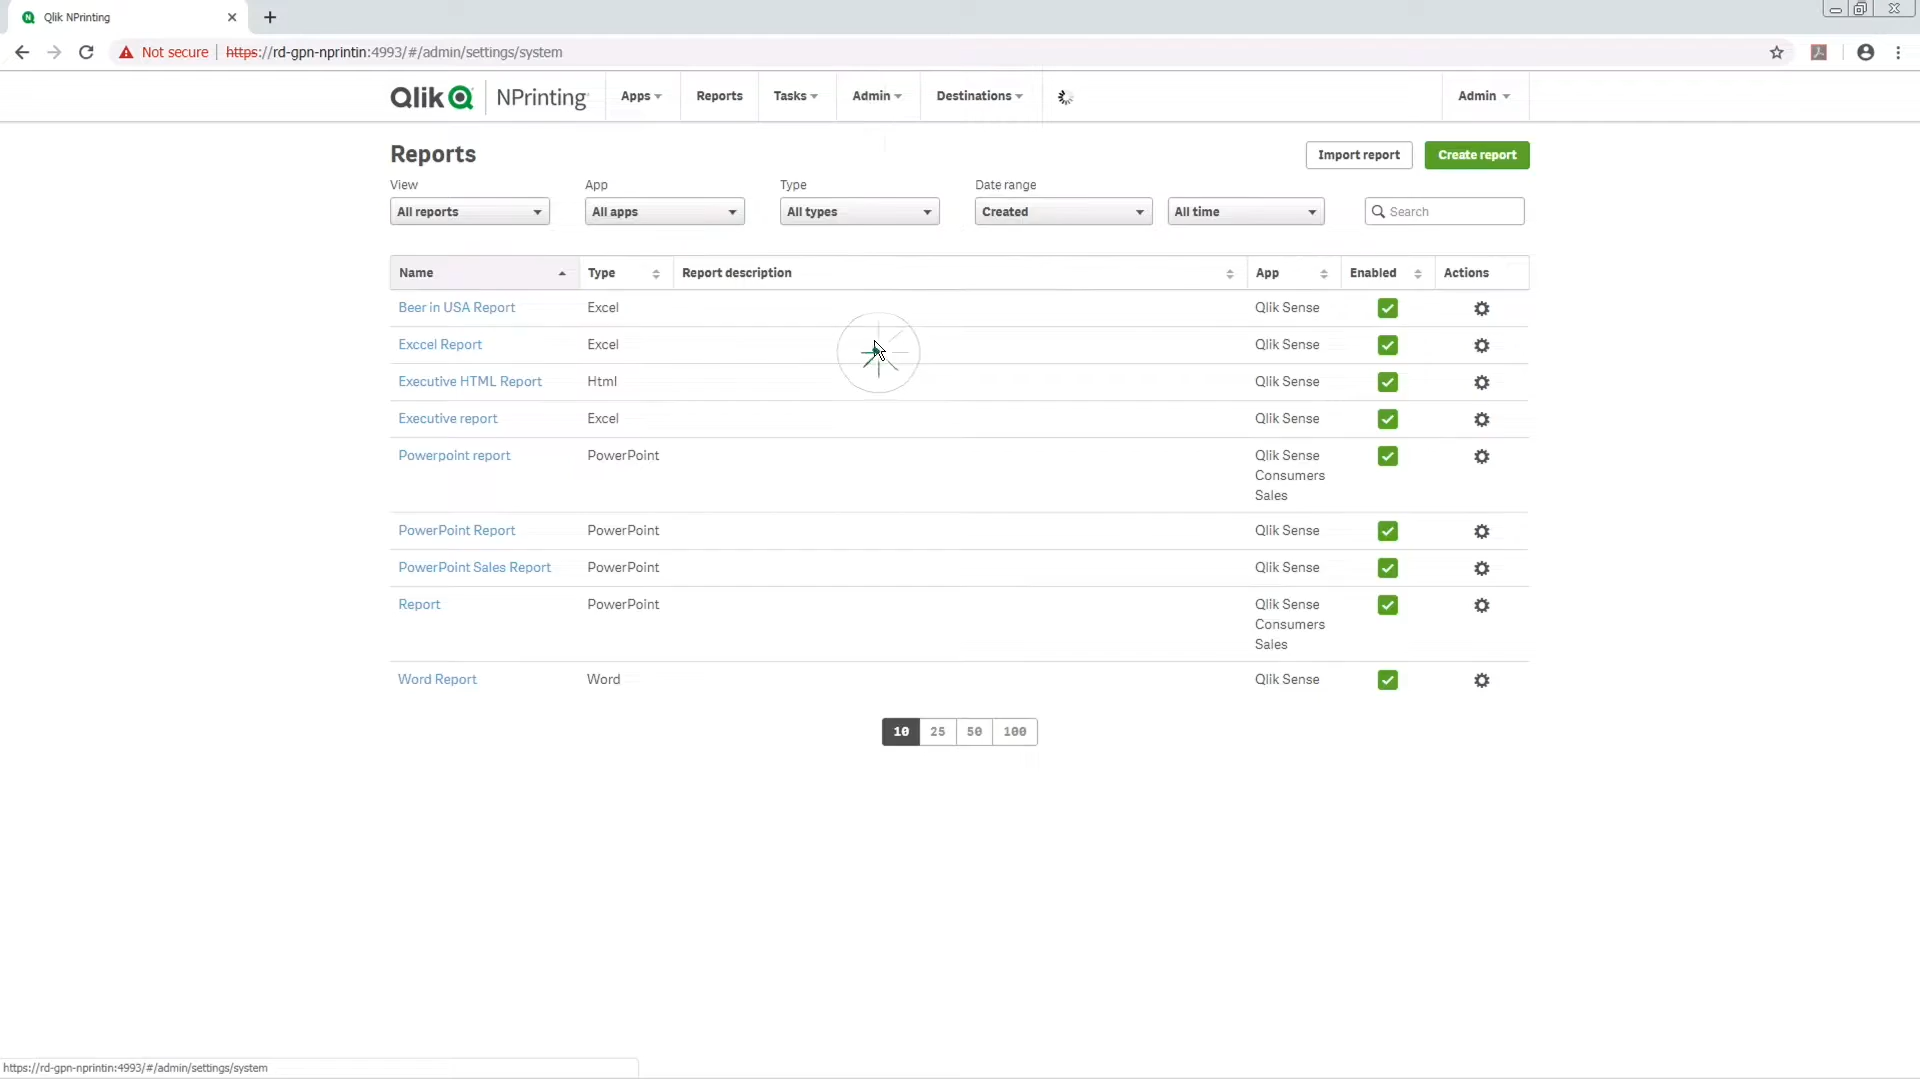 Qlik NPrinting
Not secure | https://rd-gpn-nprintin:4993/#/admin/settings/system
Qlik NPrinting Apps Reports Tasks Admin Destinations Admin
Reports
Import report Create report
View App Type Date range
All reports All apps All types Created All time Search
Name Type Report description App Enabled Actions
Beer in USA Report Excel Qlik Sense
Exccel Report Excel Qlik Sense
Executive HTML Report Html Qlik Sense
Executive report Excel Qlik Sense
Powerpoint report PowerPoint Qlik Sense
Consumers
Sales
PowerPoint Report PowerPoint Qlik Sense
PowerPoint Sales Report PowerPoint Qlik Sense
Report PowerPoint Qlik Sense
Consumers
Sales
Word Report Word Qlik Sense
10 25 50 100
https://rd-gpn-nprintin:4993/#/admin/settings/system